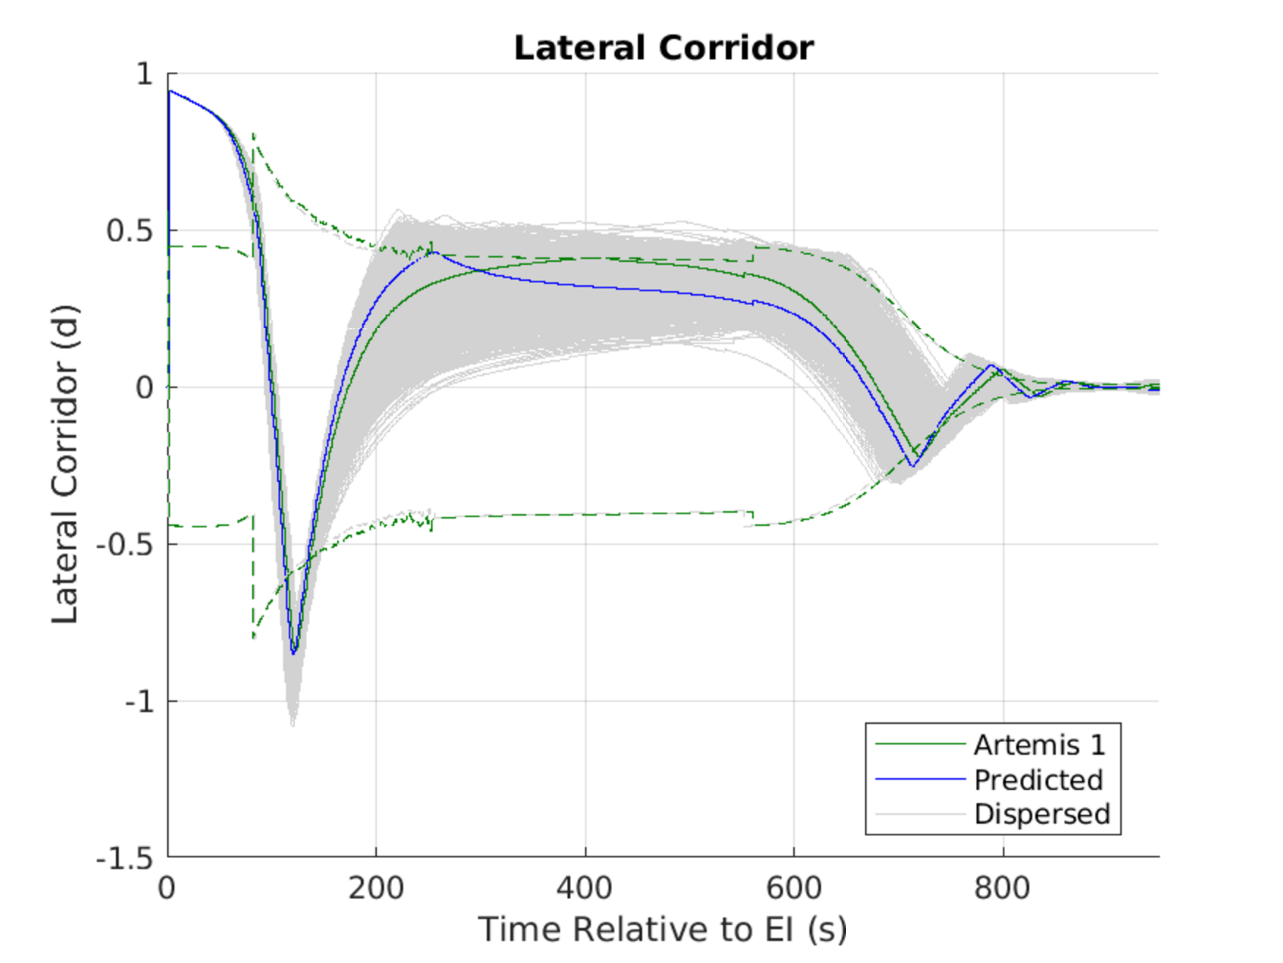 Lateral Corridor
1
0.5
0
-0.5
-1
-1.5
Lateral Corridor (d)
0 200 400 600 800
Time Relative to EI (s)
Artemis 1
Predicted
Dispersed